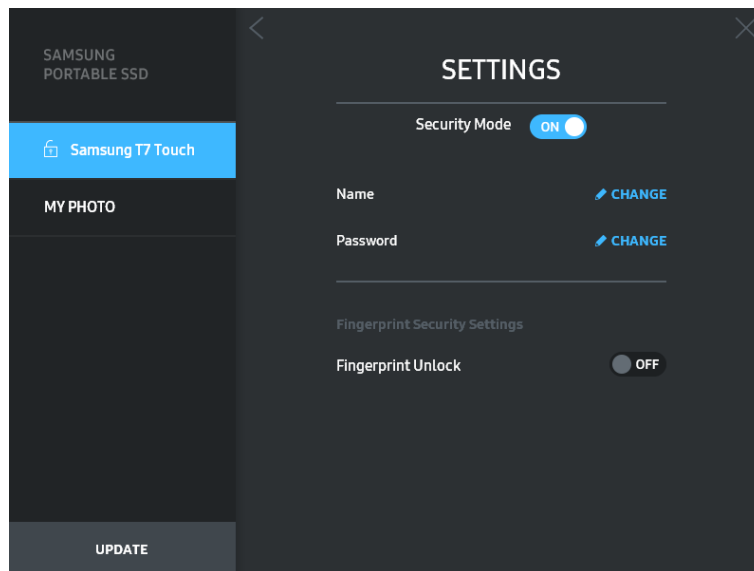 SAMSUNG
PORTABLE SSD
Samsung T7 Touch
MY PHOTO
UPDATE
SETTINGS
Security Mode ON
Name CHANGE
Password CHANGE
Fingerprint Security Settings
Fingerprint Unlock OFF